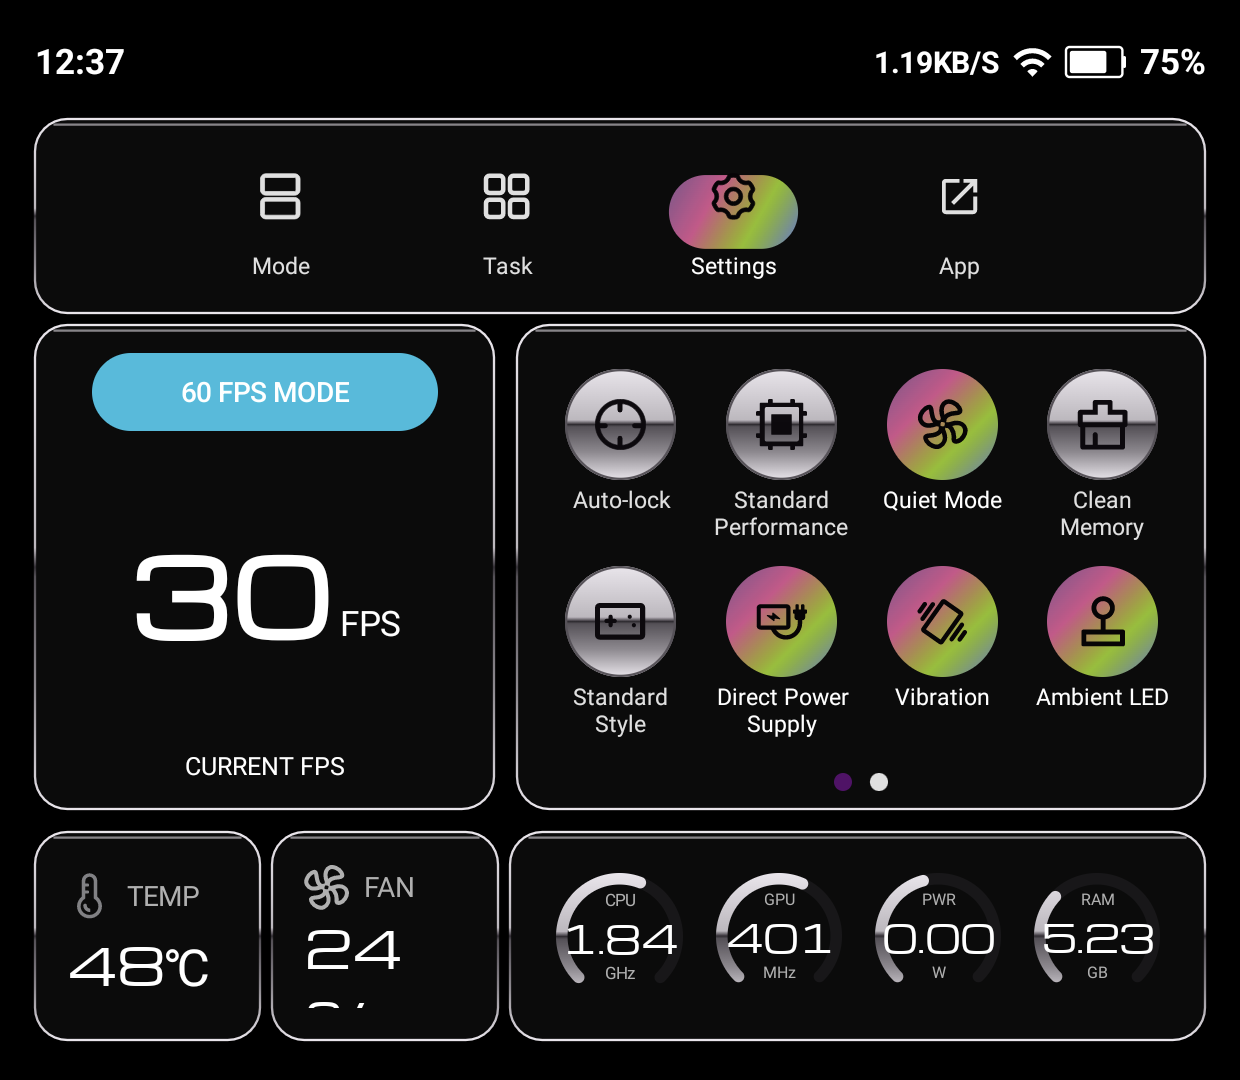 12:37
1.19KB/S
75%
Mode
Task
Settings
App
60 FPS MODE
30 FPS
CURRENT FPS
Auto-lock
Standard
Performance
Quiet Mode
Clean
Memory
Standard
Style
Direct Power
Supply
Vibration
Ambient LED
TEMP
48℃
FAN
24
CPU
1.84
GHz
GPU
401
MHz
PWR
0.00
W
RAM
5.23
GB